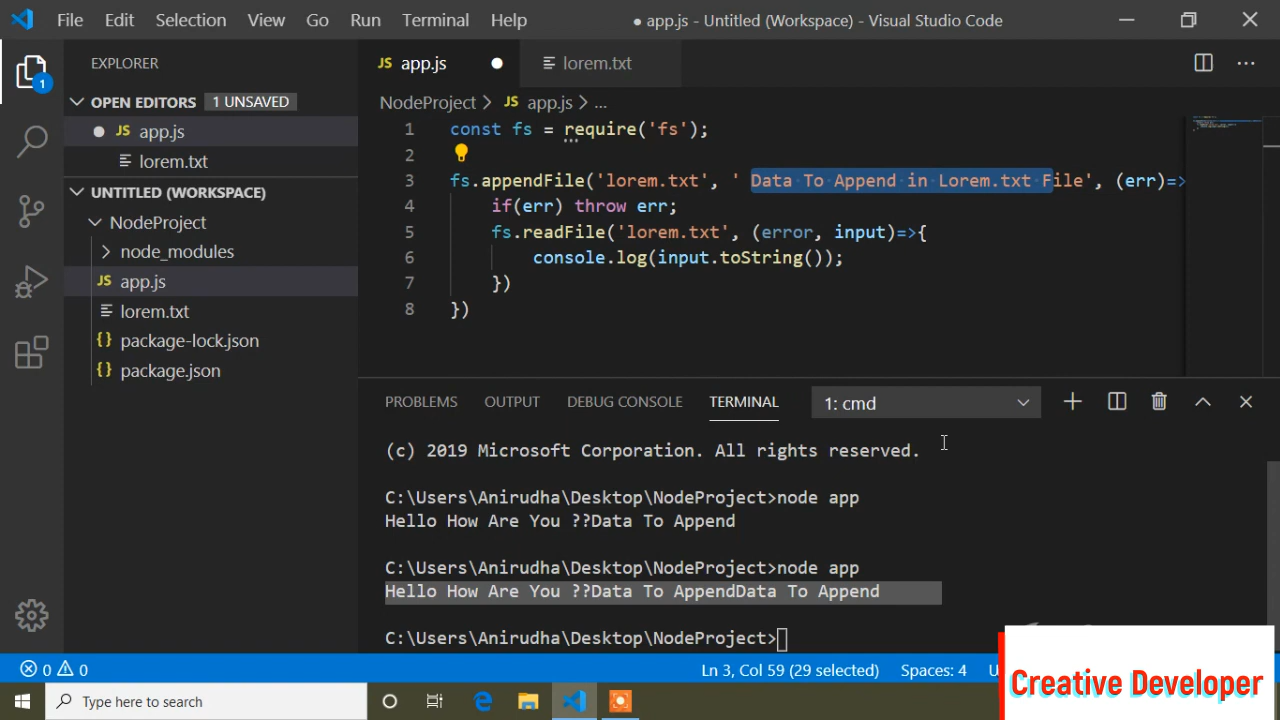 File Edit Selection View Go Run Terminal Help
● app.js - Untitled (Workspace) - Visual Studio Code
EXPLORER
OPEN EDITORS 1 UNSAVED
JS app.js
lorem.txt
UNTITLED (WORKSPACE)
NodeProject
node_modules
JS app.js
lorem.txt
{} package-lock.json
{} package.json
1
JS app.js ●
lorem.txt
NodeProject > JS app.js > ...
1 const fs = require('fs');
2
3 fs.appendFile('lorem.txt', ' Data To Append in Lorem.txt File', (err)=>
4 if(err) throw err;
5 fs.readFile('lorem.txt', (error, input)=>{
6 console.log(input.toString());
7 })
8 })
PROBLEMS OUTPUT DEBUG CONSOLE TERMINAL 1: cmd
(c) 2019 Microsoft Corporation. All rights reserved.
C:\Users\Anirudha\Desktop\NodeProject>node app
Hello How Are You ??Data To Append
C:\Users\Anirudha\Desktop\NodeProject>node app
Hello How Are You ??Data To AppendData To Append
C:\Users\Anirudha\Desktop\NodeProject>
0 0 Ln 3, Col 59 (29 selected) Spaces: 4
Type here to search
Creative Developer